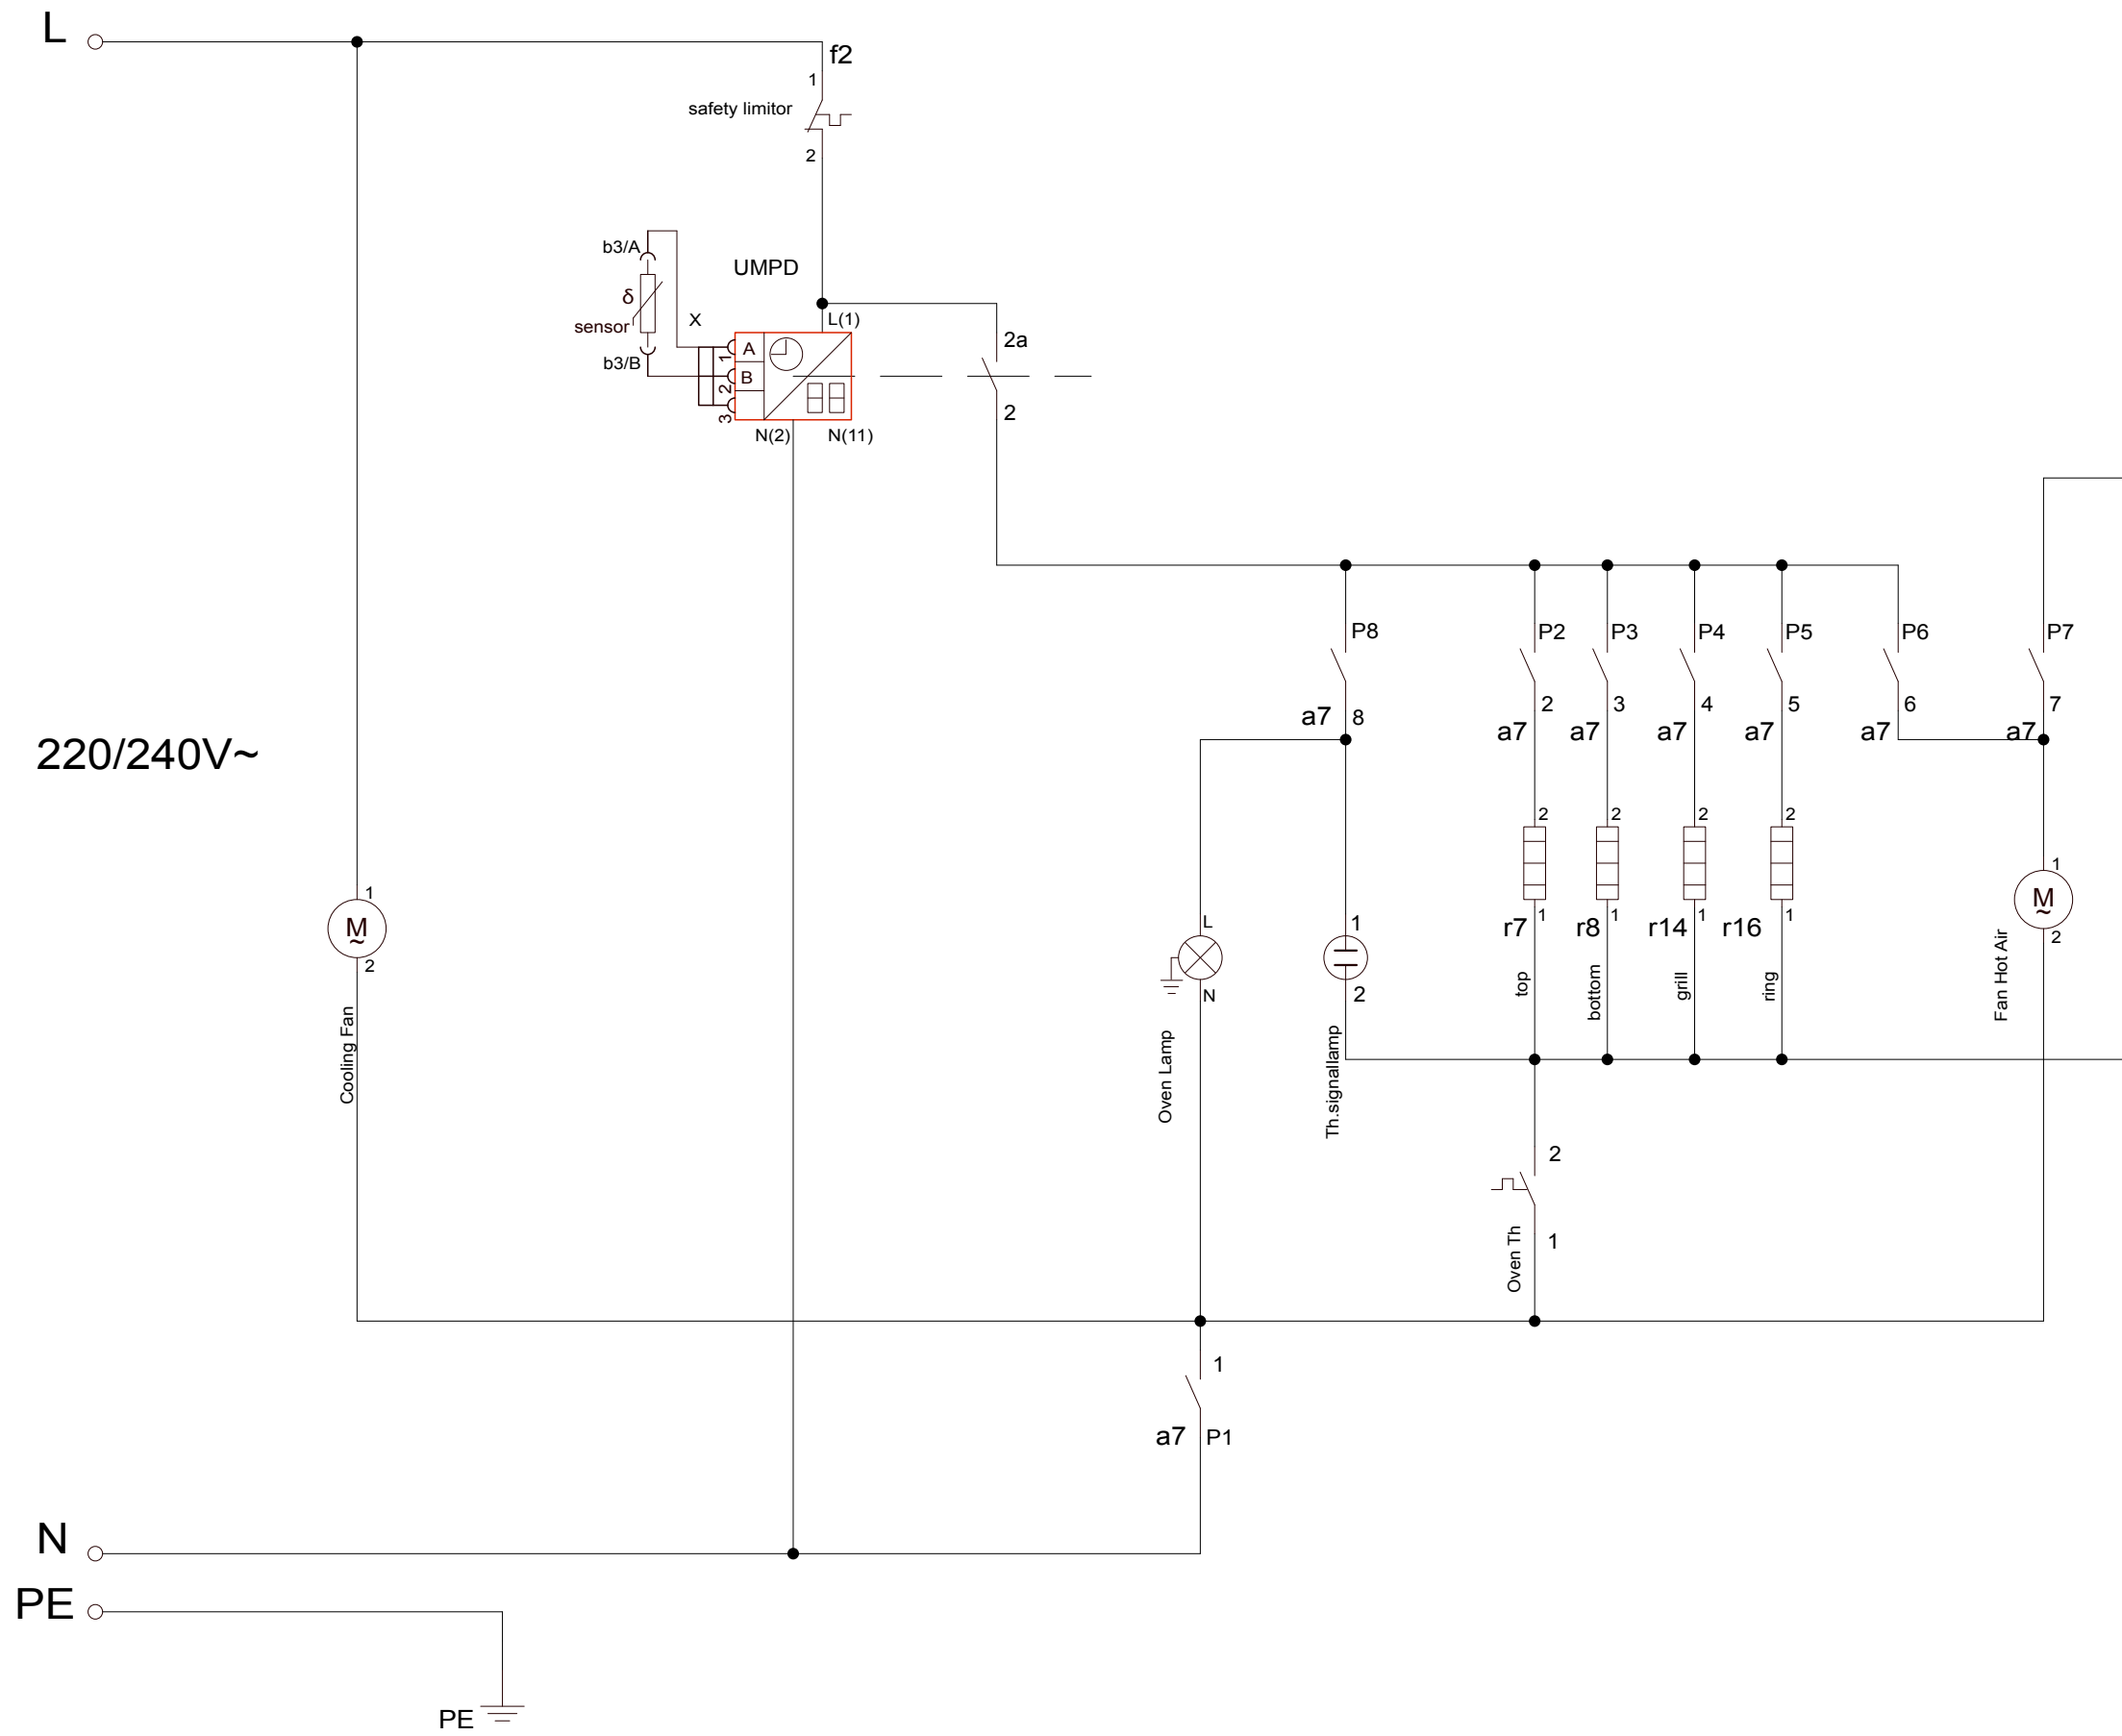 L
f2
1
safety limitor
2
b3/A
UMPD
δ
X
L(1)
sensor
2a
A
1
b3/B
B
2
3
2
N(2)
N(11)
P8
P2
P3
P4
P5
P6
P7
a7
8
2
3
4
5
6
7
a7
a7
a7
a7
a7
a7
220/240V~
2
2
2
2
1
M
~
2
Cooling Fan
L
N
Oven Lamp
1
2
Th.signallamp
1
1
1
1
r7
r8
r14
r16
top
bottom
grill
ring
1
M
~
2
Fan Hot Air
2
Oven Th
1
1
a7
P1
N
PE
PE